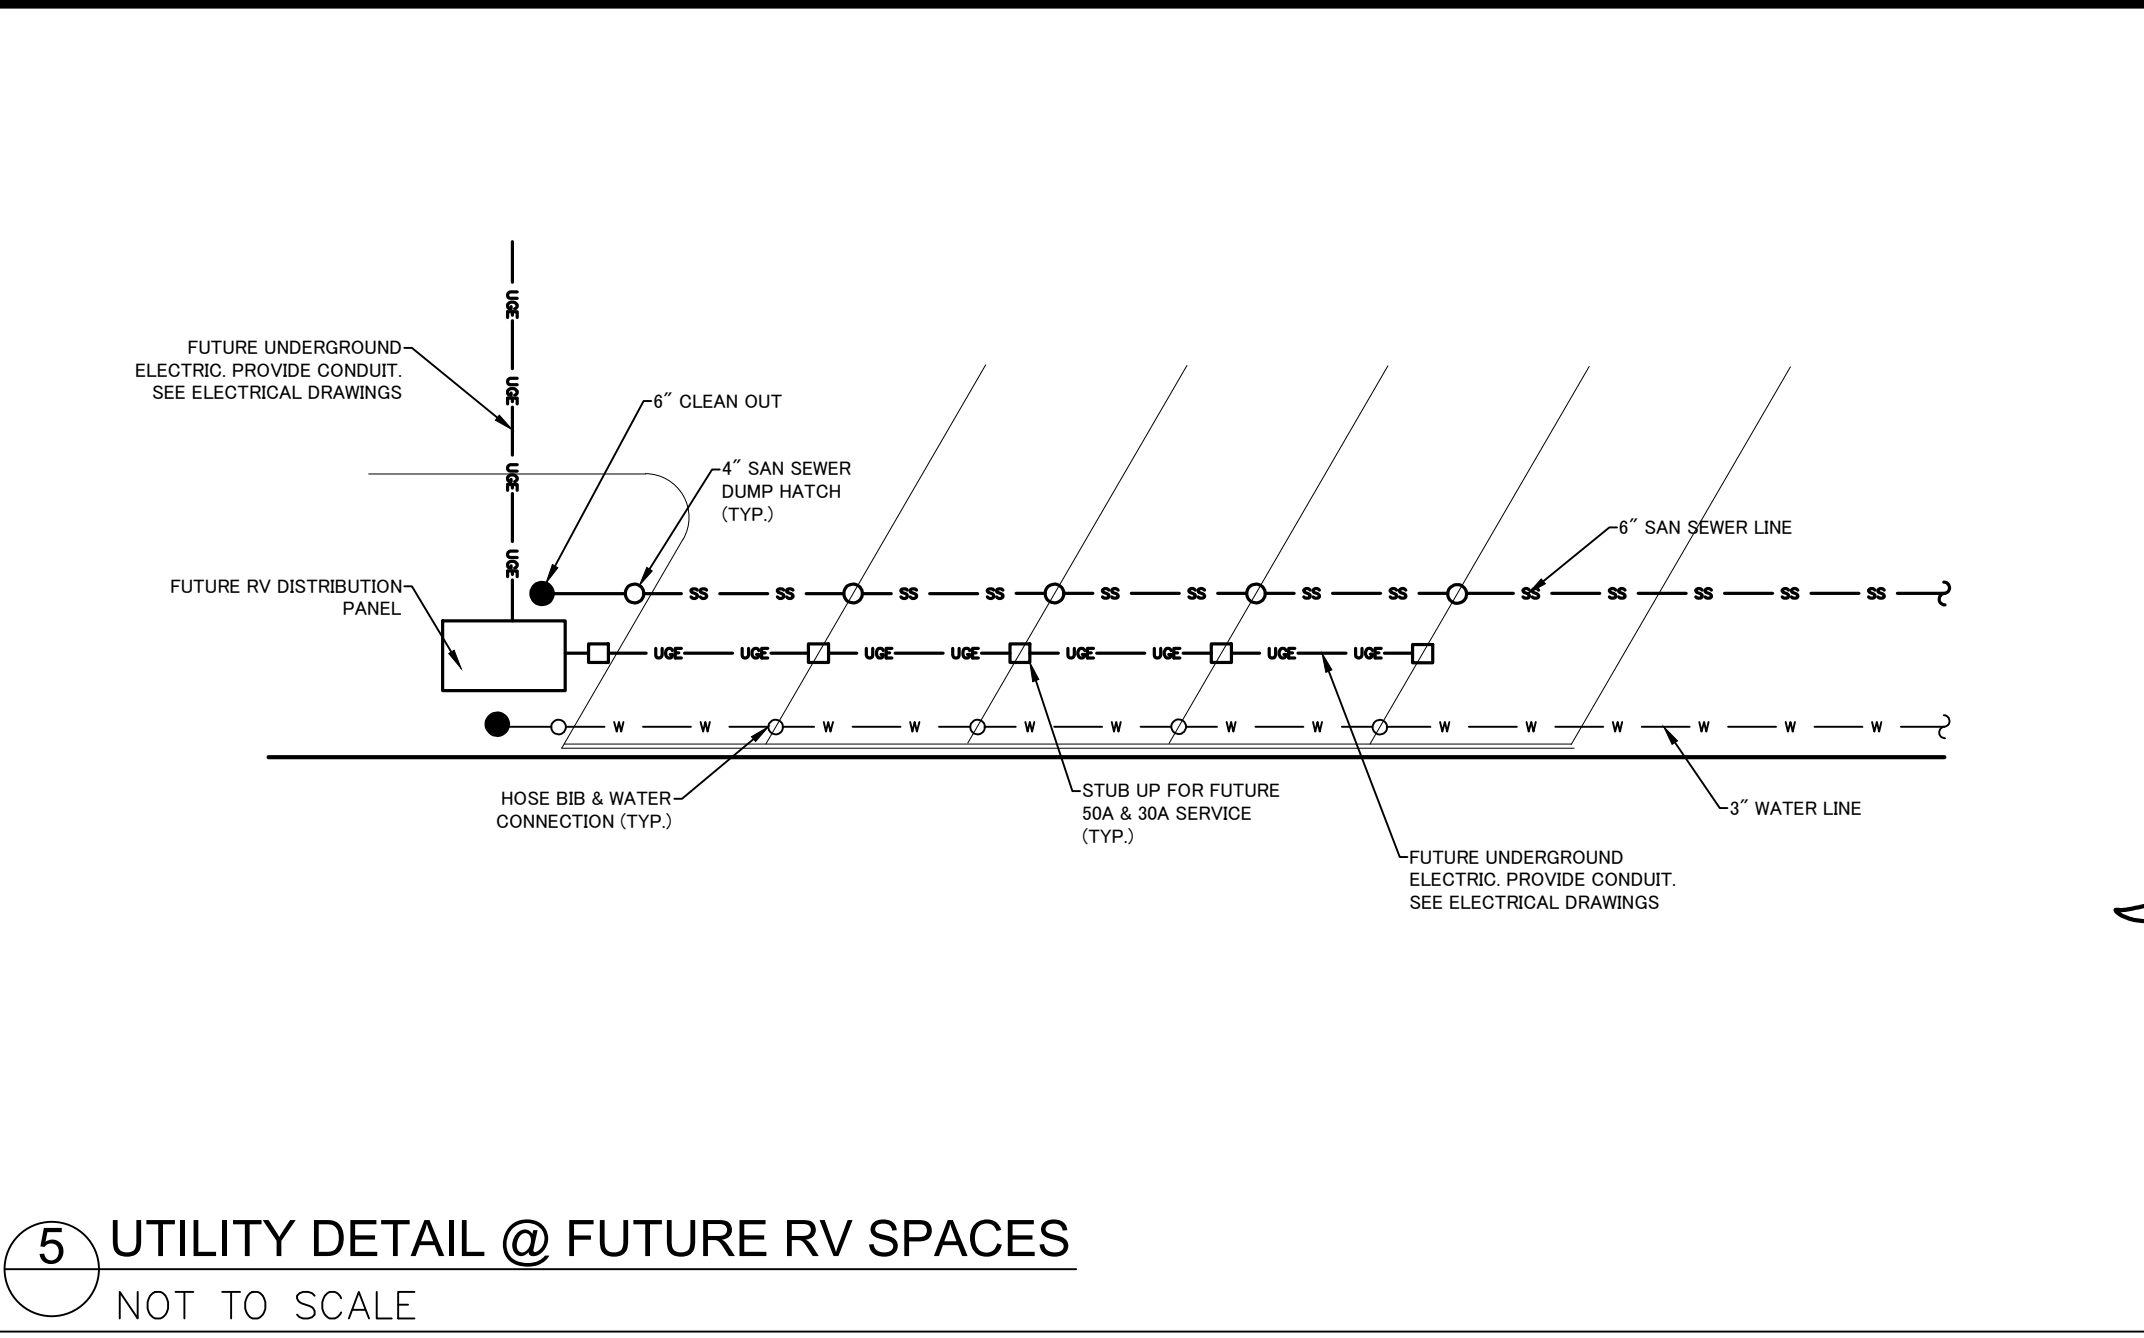 UGE
UGE
UGE
UGE
FUTURE UNDERGROUND
ELECTRIC. PROVIDE CONDUIT.
SEE ELECTRICAL DRAWINGS
6″ CLEAN OUT
4″ SAN SEWER
DUMP HATCH
(TYP.)
6″ SAN SEWER LINE
FUTURE RV DISTRIBUTION
PANEL
SS SS SS SS SS SS SS SS SS SS SS SS SS
UGE UGE UGE UGE UGE UGE UGE UGE
W W W W W W W W W W W W W W
HOSE BIB & WATER
CONNECTION (TYP.)
STUB UP FOR FUTURE
50A & 30A SERVICE
(TYP.)
3″ WATER LINE
FUTURE UNDERGROUND
ELECTRIC. PROVIDE CONDUIT.
SEE ELECTRICAL DRAWINGS
5 UTILITY DETAIL @ FUTURE RV SPACES
NOT TO SCALE